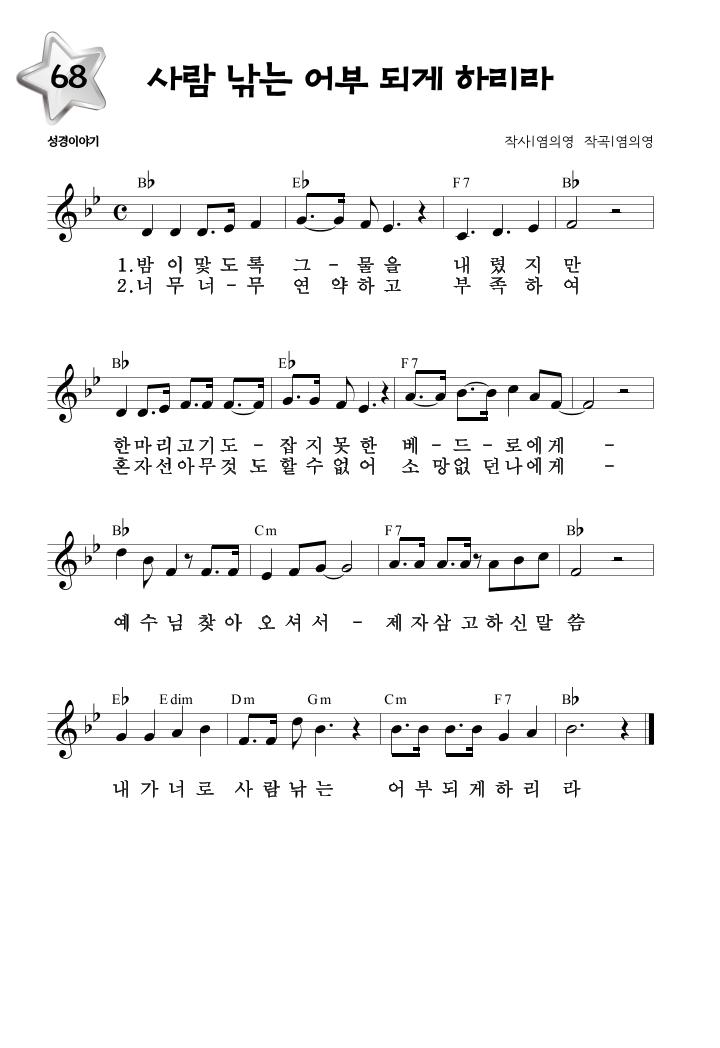 68 사람 낚는 어부 되게 하리라
성경이야기 작사|염의영 작곡|염의영
B♭ E♭ F7 B♭
1.밤 이 맟 도 록 그 - 물 을 내 렸 지 만
2.너 무 너 - 무 연 약 하 고 부 족 하 여
B♭ E♭ F7
한 마 리 고 기 도 - 잡 지 못 한 베 - 드 - 로 에 게 -
혼 자 선 아 무 것 도 할 수 없 어 소 망 없 던 나 에 게 -
B♭ Cm F7 B♭
예 수 님 찾 아 오 셔 서 - 제 자 삼 고 하 신 말 씀
E♭ Edim Dm Gm Cm F7 B♭
내 가 너 로 사 람 낚 는 어 부 되 게 하 리 라